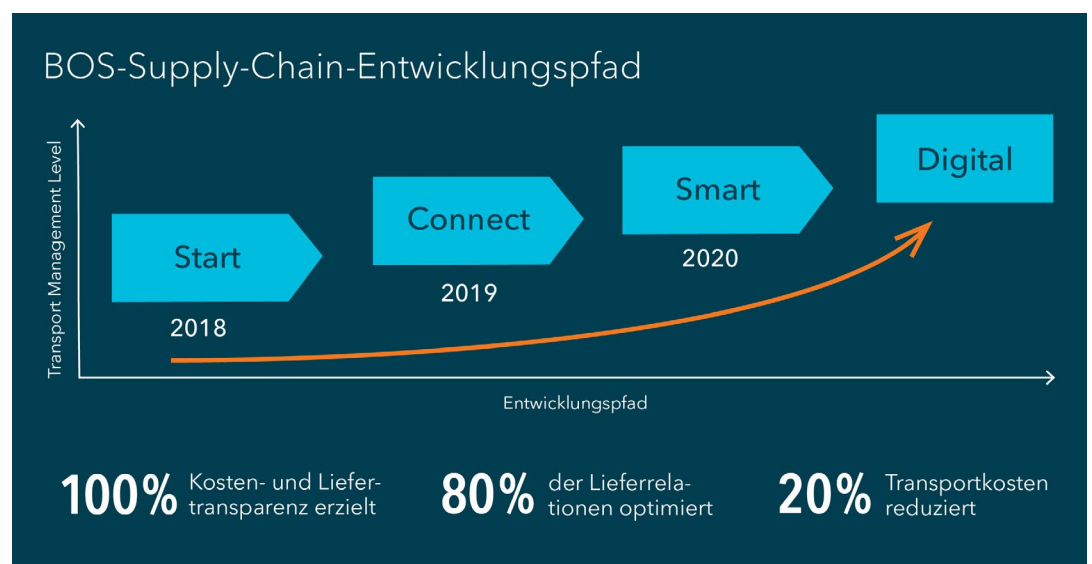 BOS-Supply-Chain-Entwicklungspfad
Transport Management Level
Start
2018
Connect
2019
Smart
2020
Digital
Entwicklungspfad
100%
Kosten- und Liefer-
transparenz erzielt
80%
der Lieferrela-
tionen optimiert
20%
Transportkosten
reduziert